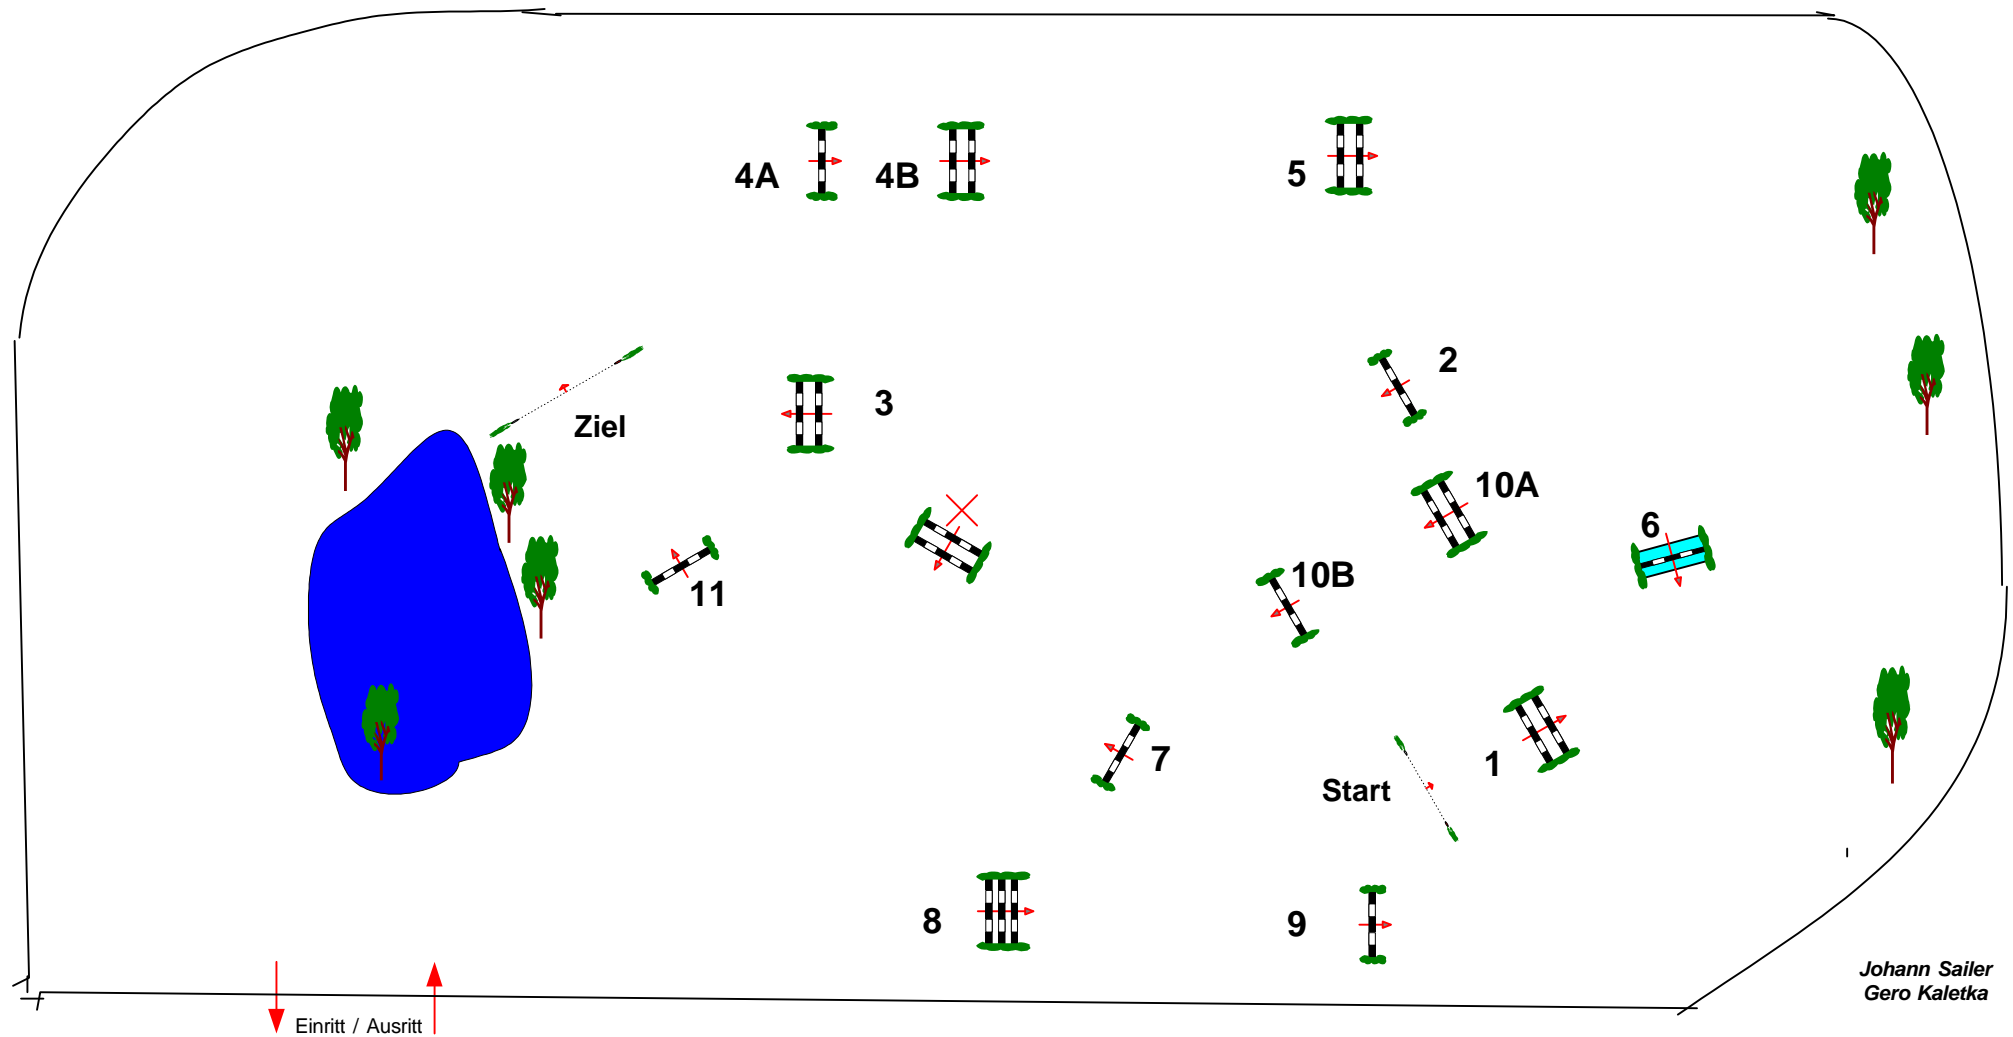 4A
4B
5
2
3
Ziel
10A
6
10B
11
7
1
Start
8
9
Johann Sailer
Gero Kaletka
Einritt / Ausritt